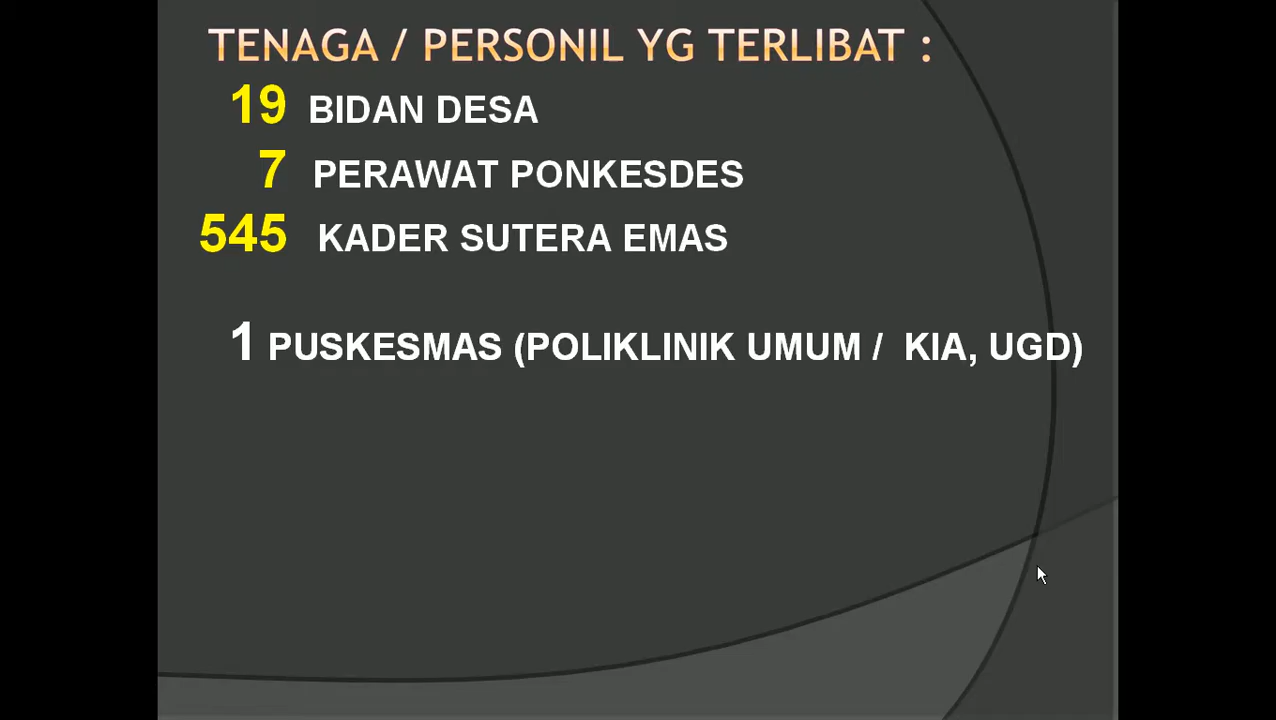 TENAGA / PERSONIL YG TERLIBAT :
19 BIDAN DESA
7 PERAWAT PONKESDES
545 KADER SUTERA EMAS
1 PUSKESMAS (POLIKLINIK UMUM / KIA, UGD)